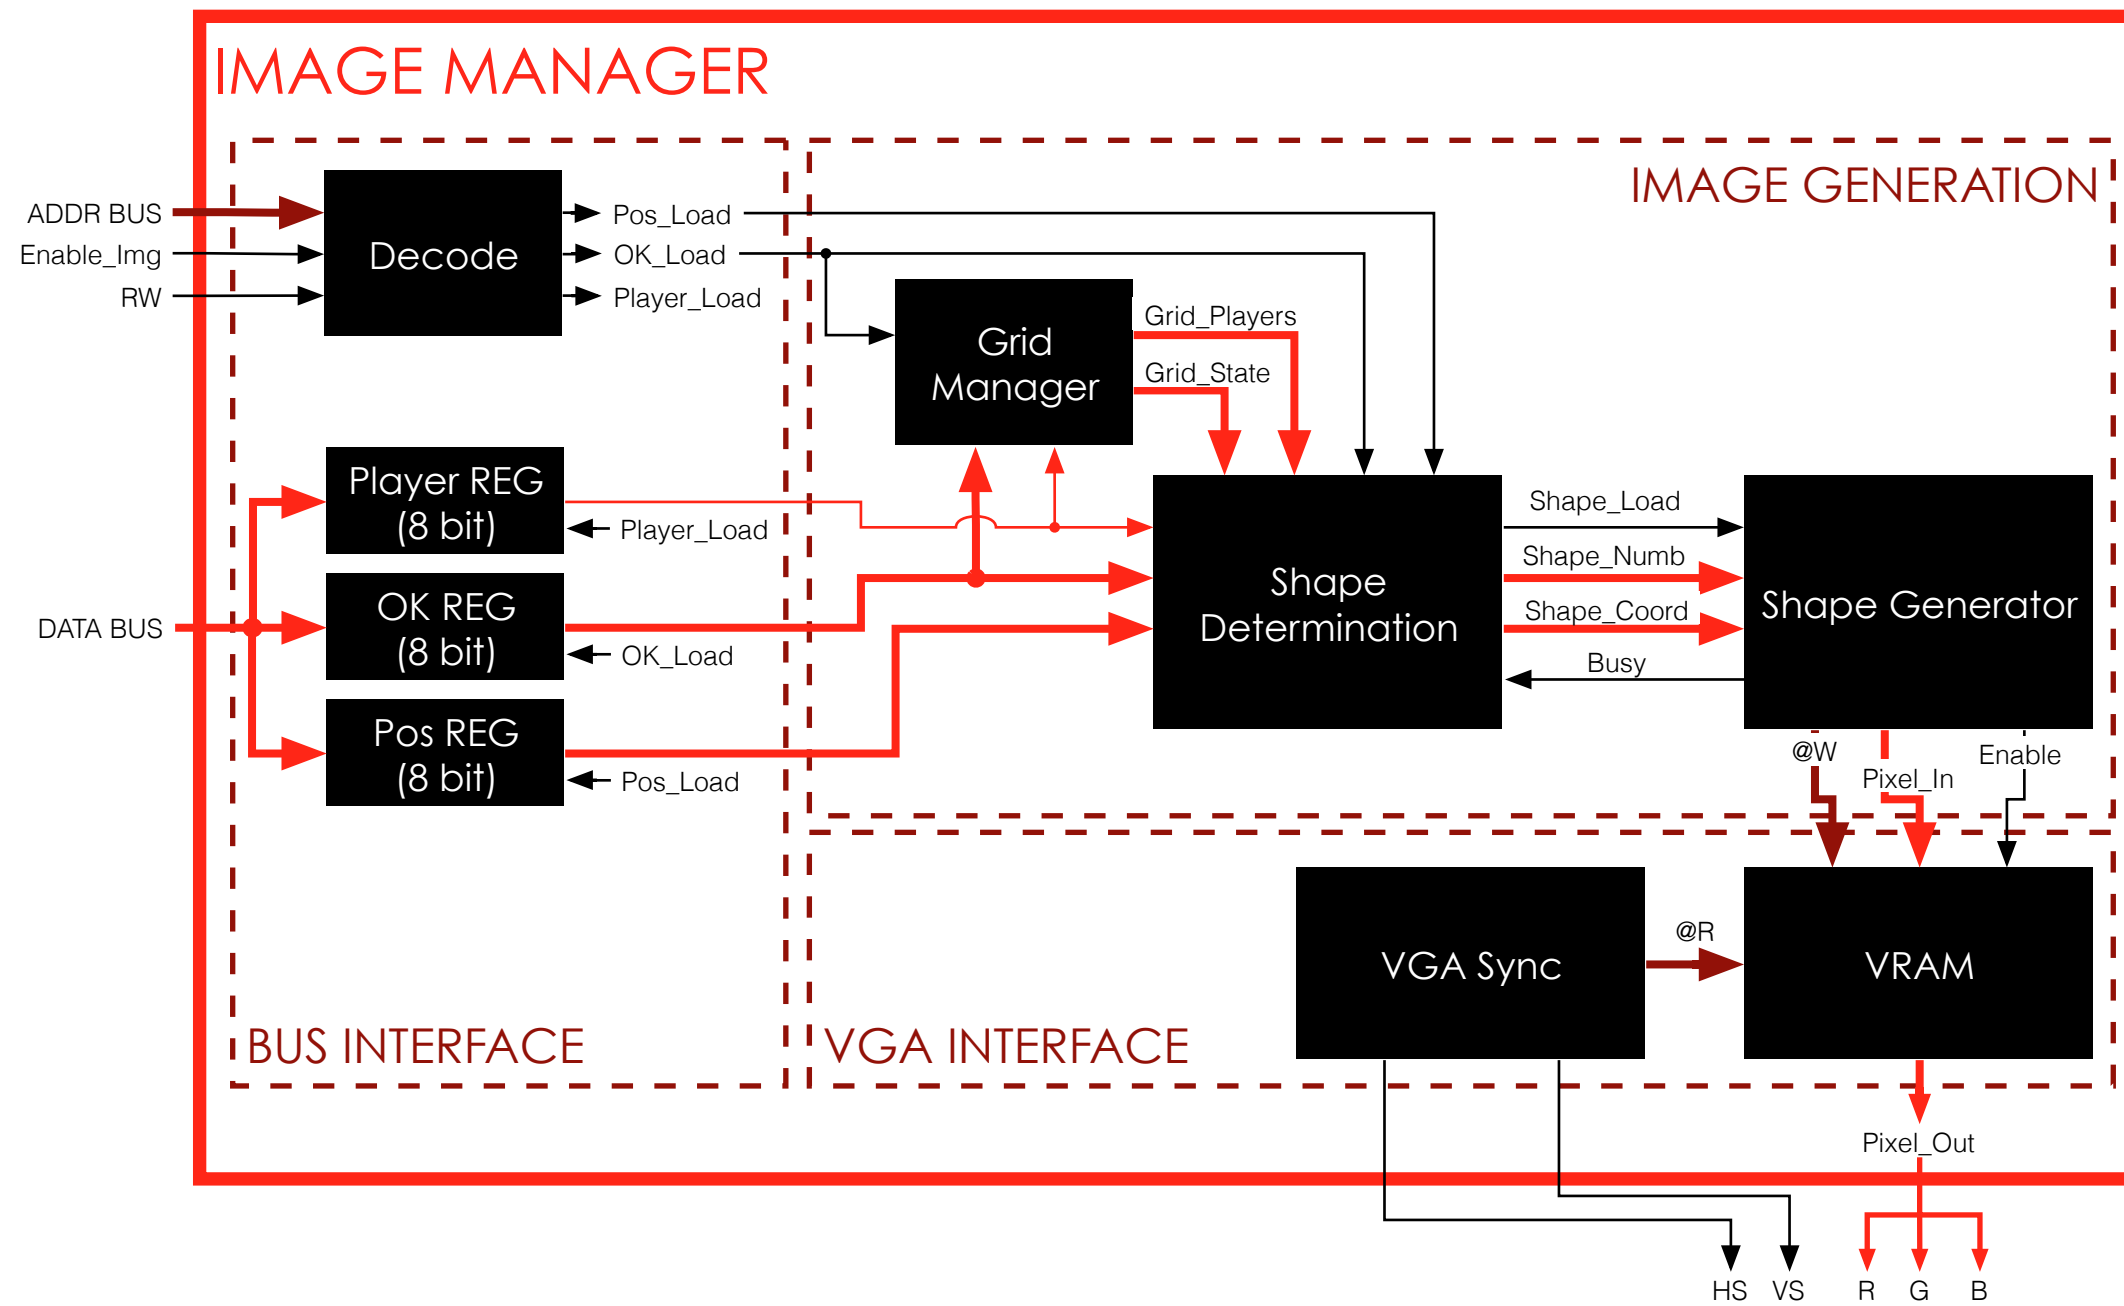 IMAGE MANAGER
IMAGE GENERATION
ADDR BUS
Enable_Img
RW
Decode
Pos_Load
OK_Load
Player_Load
Grid
Manager
Grid_Players
Grid_State
Player REG
(8 bit)
Player_Load
OK REG
(8 bit)
OK_Load
Pos REG
(8 bit)
Pos_Load
DATA BUS
Shape
Determination
Shape_Load
Shape_Numb
Shape_Coord
Busy
Shape Generator
@W
Pixel_In
Enable
VGA Sync
@R
VRAM
BUS INTERFACE
VGA INTERFACE
Pixel_Out
HS
VS
R
G
B